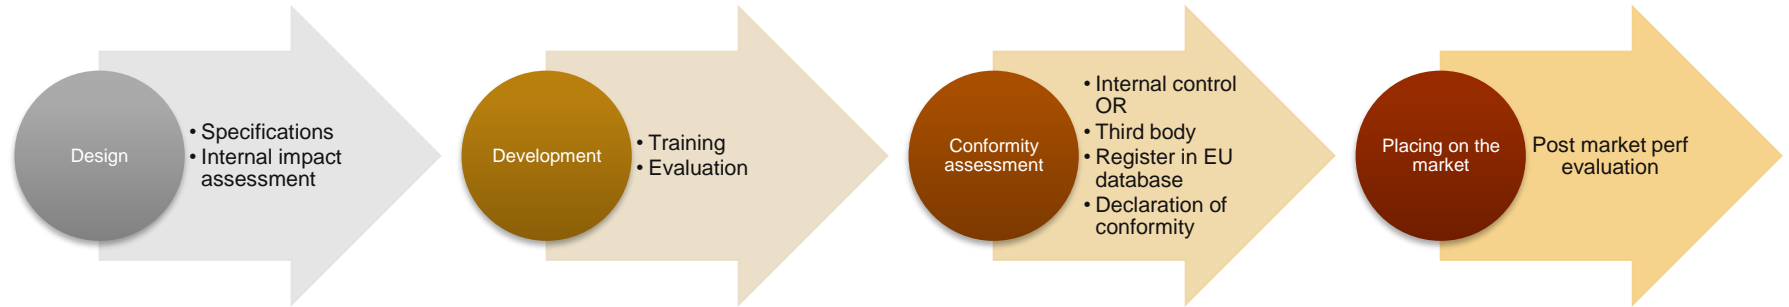 Design
• Specifications
• Internal impact
assessment
Development
• Training
• Evaluation
Conformity
assessment
• Internal control
OR
• Third body
• Register in EU
database
• Declaration of
conformity
Placing on the
market
Post market perf
evaluation